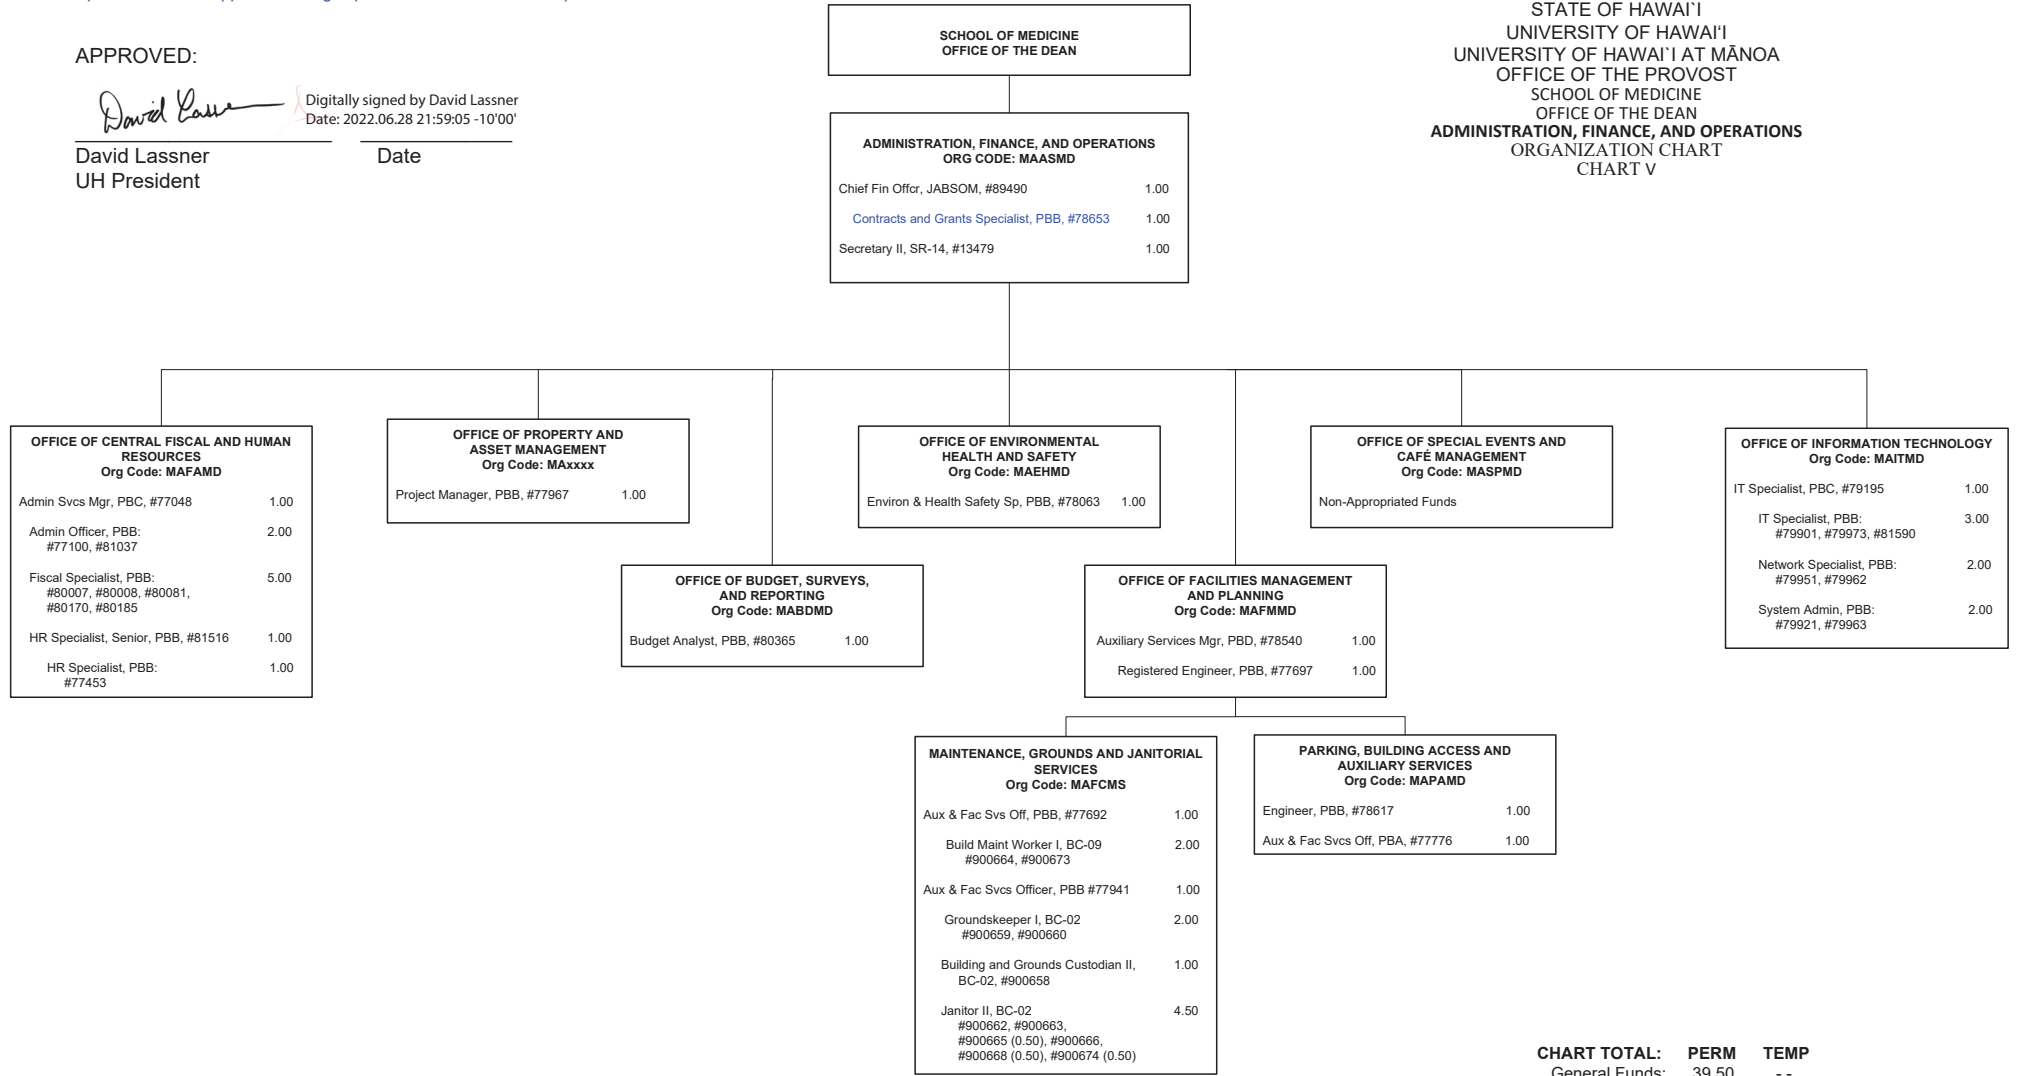 APPROVED:
David Lassner
Digitally signed by David Lassner
Date: 2022.06.28 21:59:05 -10'00'
David Lassner Date
UH President
STATE OF HAWAI`I
UNIVERSITY OF HAWAI‘I
UNIVERSITY OF HAWAI`I AT MĀNOA
OFFICE OF THE PROVOST
SCHOOL OF MEDICINE
OFFICE OF THE DEAN
ADMINISTRATION, FINANCE, AND OPERATIONS
ORGANIZATION CHART
CHART V
SCHOOL OF MEDICINE
OFFICE OF THE DEAN
ADMINISTRATION, FINANCE, AND OPERATIONS
ORG CODE: MAASMD
Chief Fin Offcr, JABSOM, #89490 1.00
Contracts and Grants Specialist, PBB, #78653 1.00
Secretary II, SR-14, #13479 1.00
OFFICE OF CENTRAL FISCAL AND HUMAN
RESOURCES
Org Code: MAFAMD
Admin Svcs Mgr, PBC, #77048 1.00
Admin Officer, PBB: 2.00
#77100, #81037
Fiscal Specialist, PBB: 5.00
#80007, #80008, #80081,
#80170, #80185
HR Specialist, Senior, PBB, #81516 1.00
HR Specialist, PBB: 1.00
#77453
OFFICE OF PROPERTY AND
ASSET MANAGEMENT
Org Code: MAxxxx
Project Manager, PBB, #77967 1.00
OFFICE OF BUDGET, SURVEYS,
AND REPORTING
Org Code: MABDMD
Budget Analyst, PBB, #80365 1.00
OFFICE OF ENVIRONMENTAL
HEALTH AND SAFETY
Org Code: MAEHMD
Environ & Health Safety Sp, PBB, #78063 1.00
OFFICE OF FACILITIES MANAGEMENT
AND PLANNING
Org Code: MAFMMD
Auxiliary Services Mgr, PBD, #78540 1.00
Registered Engineer, PBB, #77697 1.00
OFFICE OF SPECIAL EVENTS AND
CAFÉ MANAGEMENT
Org Code: MASPMD
Non-Appropriated Funds
OFFICE OF INFORMATION TECHNOLOGY
Org Code: MAITMD
IT Specialist, PBC, #79195 1.00
IT Specialist, PBB: 3.00
#79901, #79973, #81590
Network Specialist, PBB: 2.00
#79951, #79962
System Admin, PBB: 2.00
#79921, #79963
MAINTENANCE, GROUNDS AND JANITORIAL
SERVICES
Org Code: MAFCMS
Aux & Fac Svs Off, PBB, #77692 1.00
Build Maint Worker I, BC-09 2.00
#900664, #900673
Aux & Fac Svcs Officer, PBB #77941 1.00
Groundskeeper I, BC-02 2.00
#900659, #900660
Building and Grounds Custodian II, 1.00
BC-02, #900658
Janitor II, BC-02 4.50
#900662, #900663,
#900665 (0.50), #900666,
#900668 (0.50), #900674 (0.50)
PARKING, BUILDING ACCESS AND
AUXILIARY SERVICES
Org Code: MAPAMD
Engineer, PBB, #78617 1.00
Aux & Fac Svcs Off, PBA, #77776 1.00
CHART TOTAL: PERM TEMP
General Funds: 39.50 - -